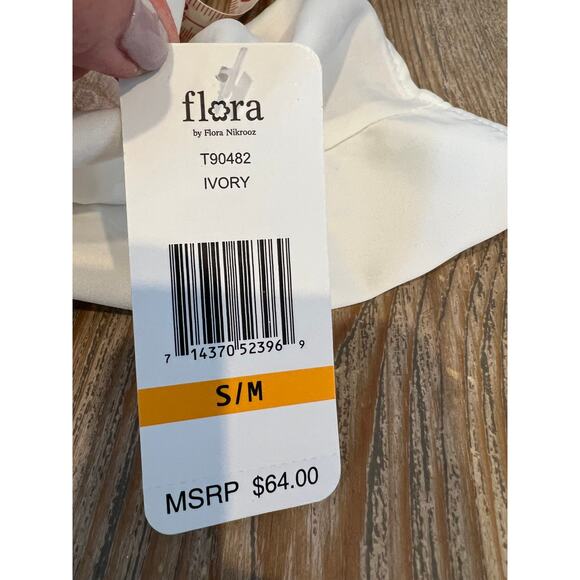 flora
by Flora Nikrooz
T90482
IVORY
7 14370 52396 9
S/M
MSRP $64.00